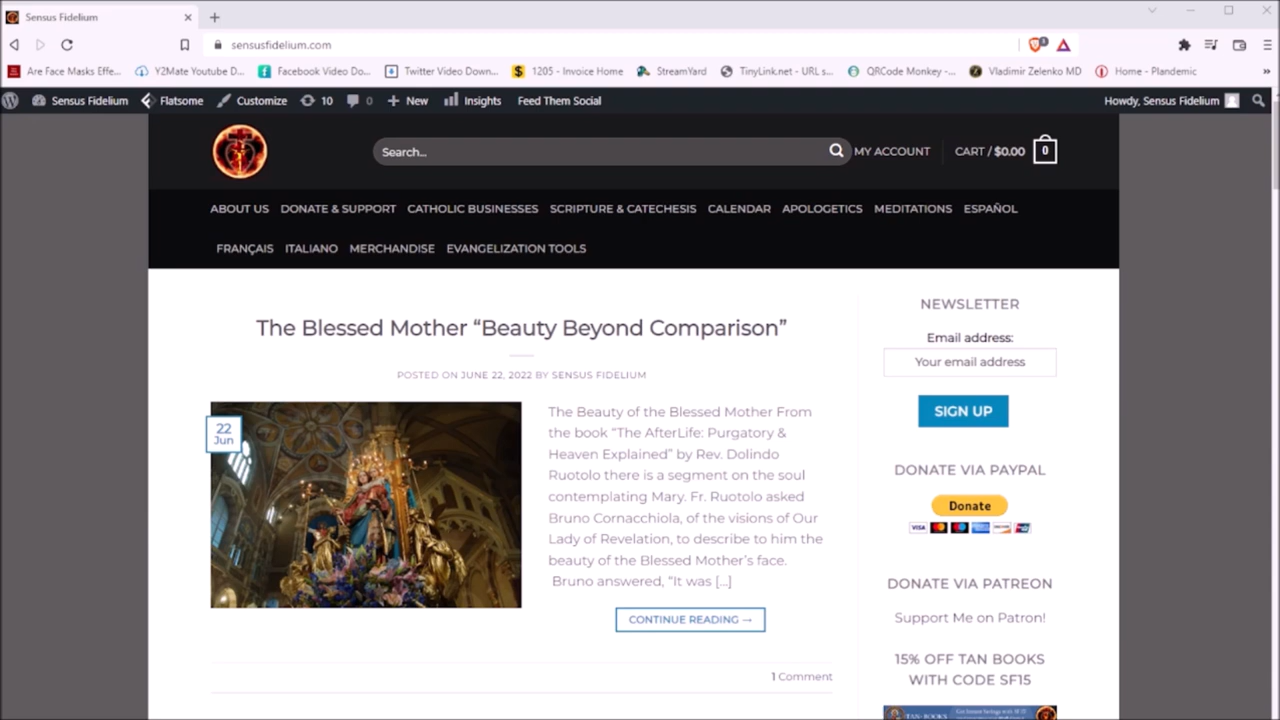 Sensus Fidelium
sensusfidelium.com
3
Are Face Masks Effe...
Y2Mate Youtube D...
Facebook Video Do...
Twitter Video Down...
1205 - Invoice Home
StreamYard
TinyLink.net - URL s...
QRCode Monkey -...
Vladimir Zelenko MD
Home - Plandemic
»
Sensus Fidelium
Flatsome
Customize
10
0
New
Insights
Feed Them Social
Howdy, Sensus Fidelium
Search...
MY ACCOUNT
CART / $0.00
0
ABOUT US DONATE & SUPPORT CATHOLIC BUSINESSES SCRIPTURE & CATECHESIS CALENDAR APOLOGETICS MEDITATIONS ESPAÑOL
FRANÇAIS ITALIANO MERCHANDISE EVANGELIZATION TOOLS
The Blessed Mother “Beauty Beyond Comparison”
POSTED ON JUNE 22, 2022 BY SENSUS FIDELIUM
22
Jun
The Beauty of the Blessed Mother From
the book “The AfterLife: Purgatory &
Heaven Explained” by Rev. Dolindo
Ruotolo there is a segment on the soul
contemplating Mary. Fr. Ruotolo asked
Bruno Cornacchiola, of the visions of Our
Lady of Revelation, to describe to him the
beauty of the Blessed Mother’s face.
Bruno answered, “It was [...]
CONTINUE READING →
1 Comment
NEWSLETTER
Email address:
Your email address
SIGN UP
DONATE VIA PAYPAL
Donate
VISA
DONATE VIA PATREON
Support Me on Patron!
15% OFF TAN BOOKS
WITH CODE SF15
TAN·BOOKS